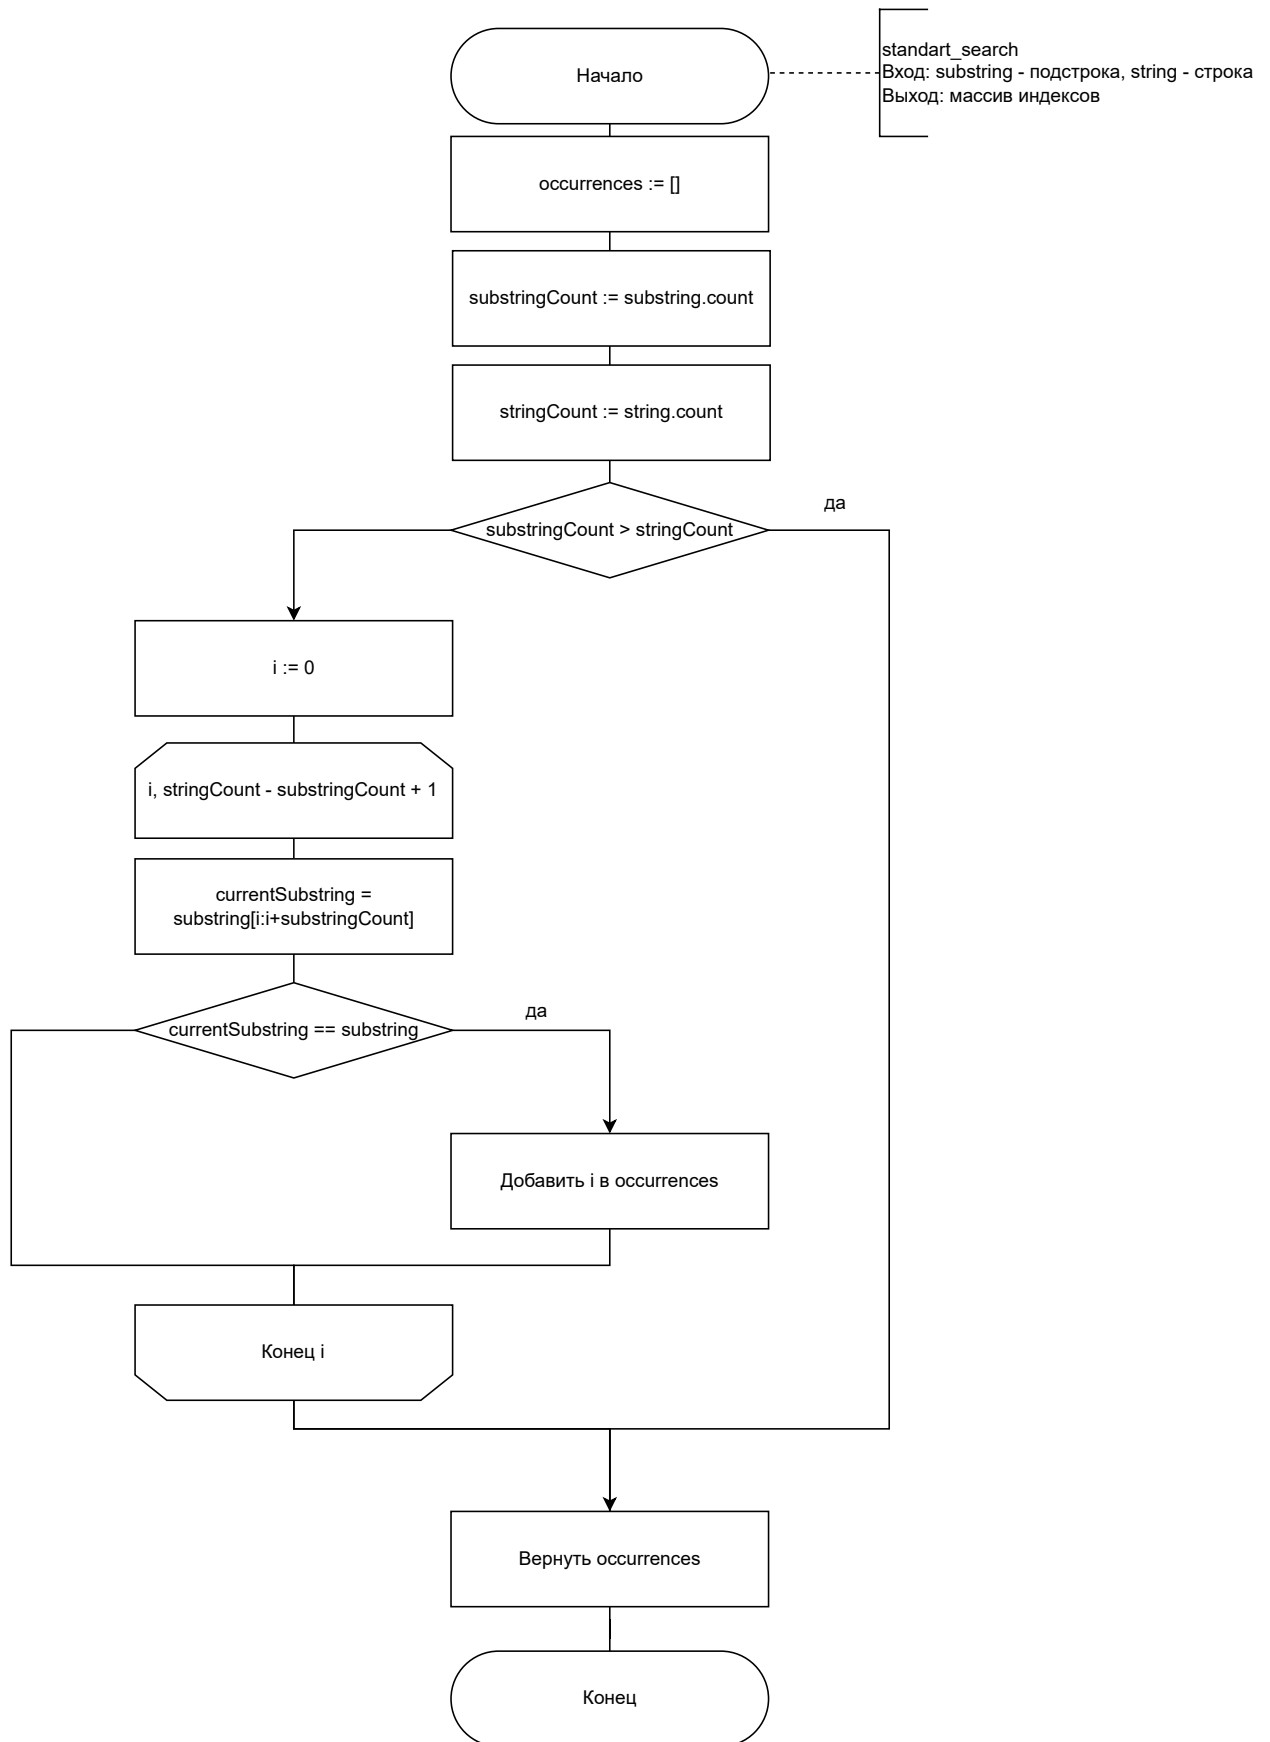 Начало
standart_search
Вход: substring - подстрока, string - строка
Выход: массив индексов
occurrences := []
substringCount := substring.count
stringCount := string.count
substringCount > stringCount
да
i := 0
i, stringCount - substringCount + 1
currentSubstring =
substring[i:i+substringCount]
currentSubstring == substring
да
Добавить i в occurrences
Конец i
Вернуть occurrences
Конец